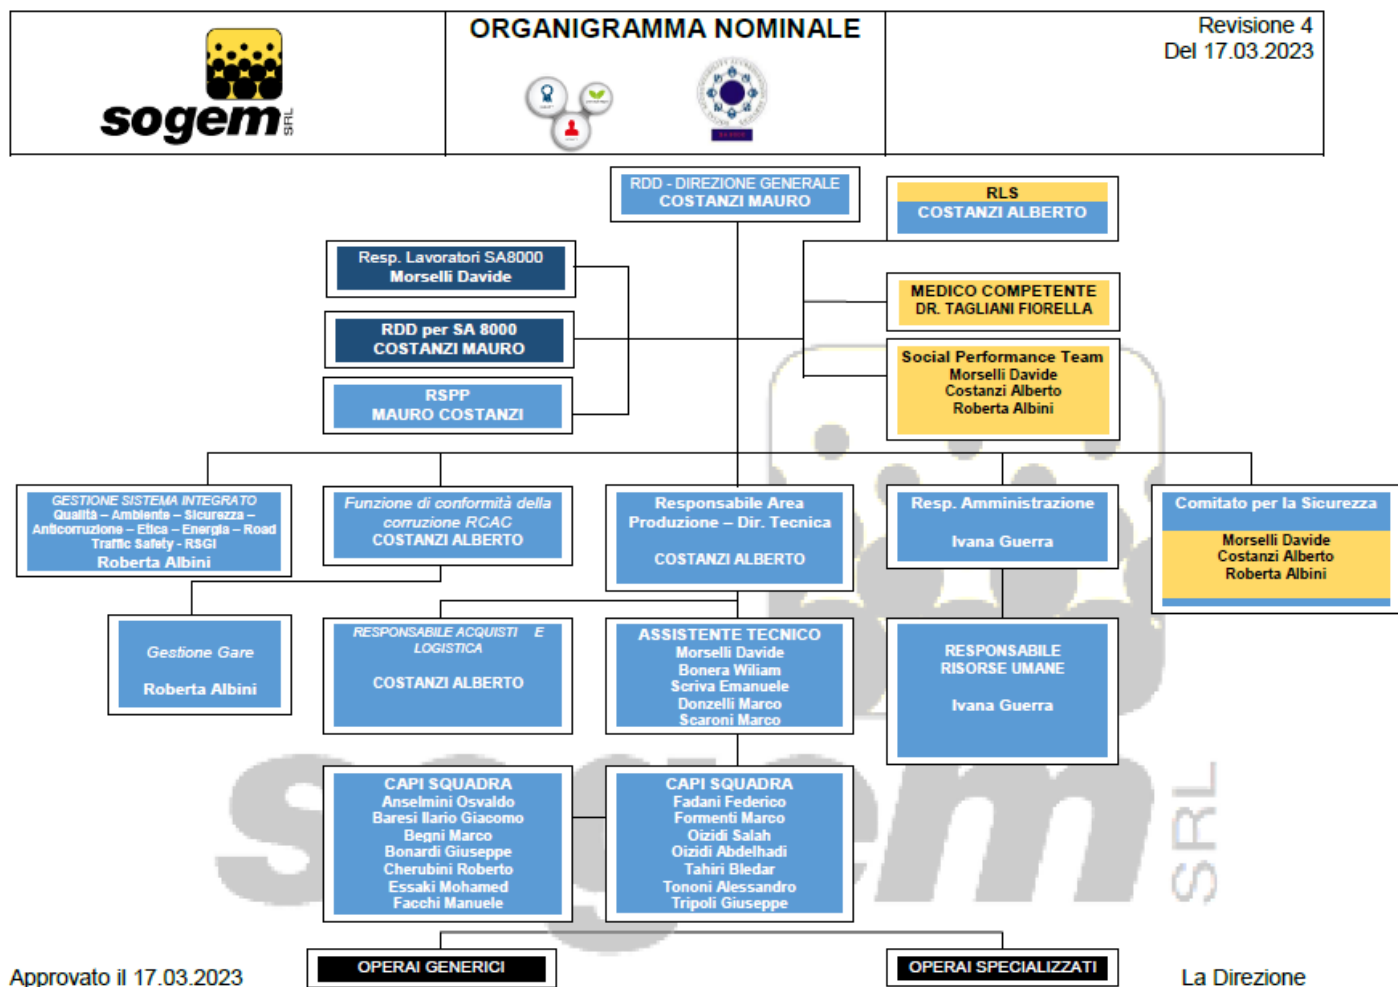 sogem SRL
ORGANIGRAMMA NOMINALE
Revisione 4
Del 17.03.2023
RDD - DIREZIONE GENERALE
COSTANZI MAURO
RLS
COSTANZI ALBERTO
Resp. Lavoratori SA8000
Morselli Davide
MEDICO COMPETENTE
DR. TAGLIANI FIORELLA
RDD per SA 8000
COSTANZI MAURO
Social Performance Team
Morselli Davide
Costanzi Alberto
Roberta Albini
RSPP
MAURO COSTANZI
GESTIONE SISTEMA INTEGRATO
Qualità – Ambiente – Sicurezza –
Anticorruzione – Etica – Energia – Road
Traffic Safety - RSGI
Roberta Albini
Funzione di conformità della
corruzione RCAC
COSTANZI ALBERTO
Responsabile Area
Produzione – Dir. Tecnica
COSTANZI ALBERTO
Resp. Amministrazione
Ivana Guerra
Comitato per la Sicurezza
Morselli Davide
Costanzi Alberto
Roberta Albini
Gestione Gare
Roberta Albini
RESPONSABILE ACQUISTI E
LOGISTICA
COSTANZI ALBERTO
ASSISTENTE TECNICO
Morselli Davide
Bonera Wiliam
Scriva Emanuele
Donzelli Marco
Scaroni Marco
RESPONSABILE
RISORSE UMANE
Ivana Guerra
CAPI SQUADRA
Anselmini Osvaldo
Baresi Ilario Giacomo
Begni Marco
Bonardi Giuseppe
Cherubini Roberto
Essaki Mohamed
Facchi Manuele
CAPI SQUADRA
Fadani Federico
Formenti Marco
Oizidi Salah
Oizidi Abdelhadi
Tahiri Bledar
Tononi Alessandro
Tripoli Giuseppe
sogem SRL
OPERAI GENERICI
OPERAI SPECIALIZZATI
Approvato il 17.03.2023
La Direzione